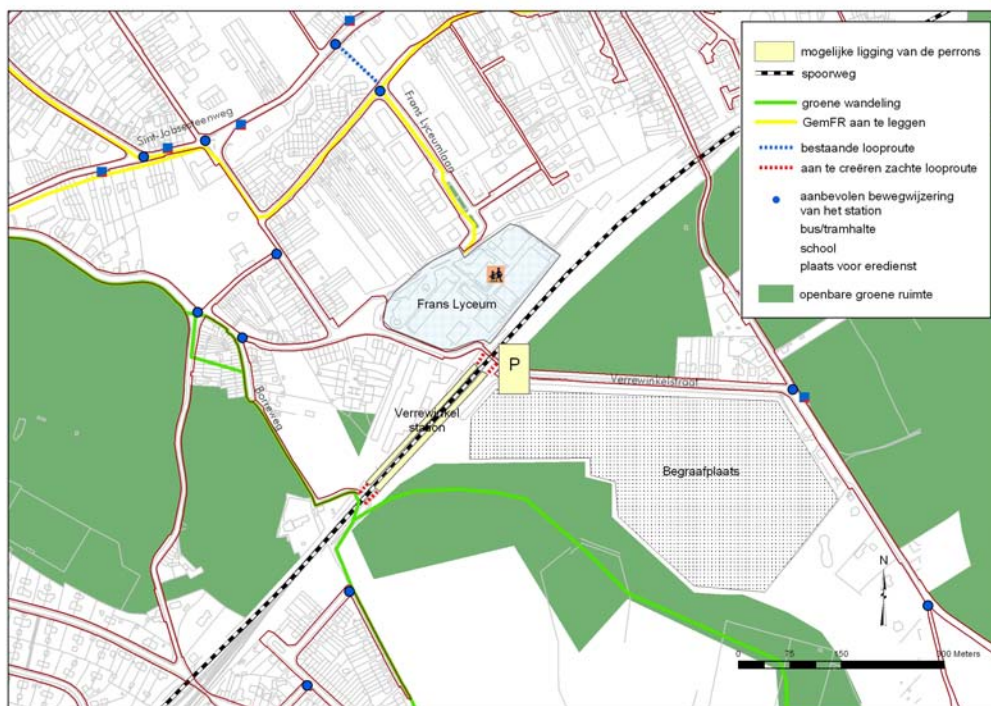 mogelijke ligging van de perrons
spoorweg
groene wandeling
GemFR aan te leggen
bestaande looproute
aan te creëren zachte looproute
aanbevolen bewegwijzering
van het station
bus/tramhalte
school
plaats voor eredienst
openbare groene ruimte
Sint-Jobsesteenweg
Frans Lyceumlaan
Frans Lyceum
P
Verrewinkelstraat
Verrewinkel
station
Borreweg
Begraafplaats
N
0 75 150 300 Meters